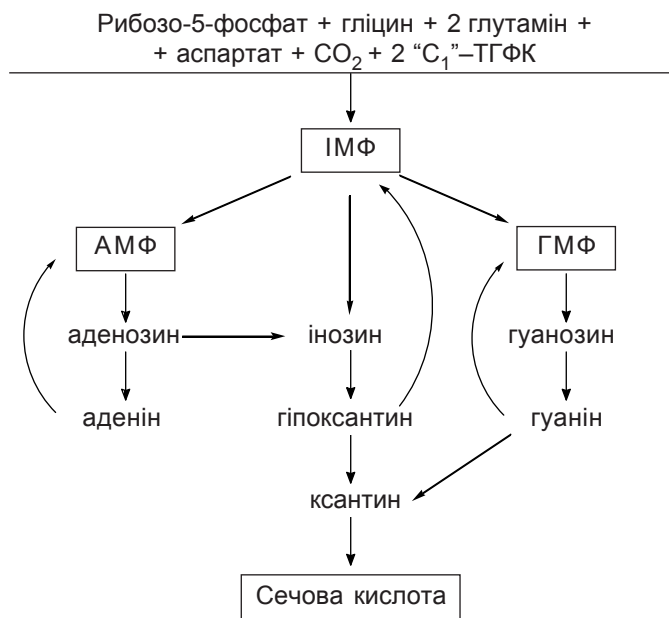 Рибозо-5-фосфат + гліцин + 2 глутамін +
+ аспартат + CO₂ + 2 “C₁”–ТГФК
ІМФ
АМФ
ГМФ
аденозин
інозин
гуанозин
аденін
гіпоксантин
гуанін
ксантин
Сечова кислота